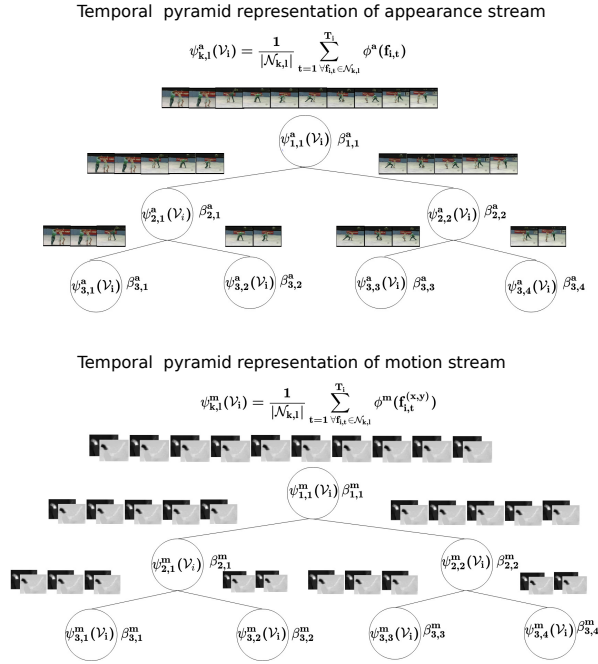 Temporal pyramid representation of appearance stream
ψ^a_{k,l}(𝒱_i) = 1/|𝒩_{k,l}| ∑^{T_i}_{t=1 ∀f_{i,t}∈𝒩_{k,l}} ϕ^a(f_{i,t})
ψ^a_{1,1}(𝒱_i) β^a_{1,1}
ψ^a_{2,1}(𝒱_i) β^a_{2,1} ψ^a_{2,2}(𝒱_i) β^a_{2,2}
ψ^a_{3,1}(𝒱_i) β^a_{3,1} ψ^a_{3,2}(𝒱_i) β^a_{3,2} ψ^a_{3,3}(𝒱_i) β^a_{3,3} ψ^a_{3,4}(𝒱_i) β^a_{3,4}
Temporal pyramid representation of motion stream
ψ^m_{k,l}(𝒱_i) = 1/|𝒩_{k,l}| ∑^{T_i}_{t=1 ∀f_{i,t}∈𝒩_{k,l}} ϕ^m(f^{(x,y)}_{i,t})
ψ^m_{1,1}(𝒱_i) β^m_{1,1}
ψ^m_{2,1}(𝒱_i) β^m_{2,1} ψ^m_{2,2}(𝒱_i) β^m_{2,2}
ψ^m_{3,1}(𝒱_i) β^m_{3,1} ψ^m_{3,2}(𝒱_i) β^m_{3,2} ψ^m_{3,3}(𝒱_i) β^m_{3,3} ψ^m_{3,4}(𝒱_i) β^m_{3,4}